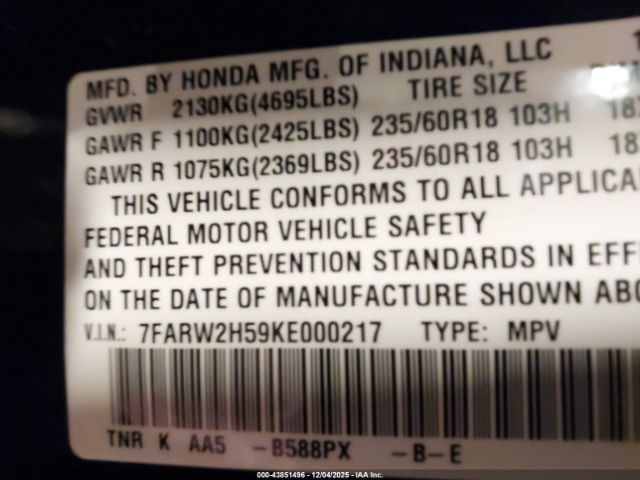 MFD. BY HONDA MFG. OF INDIANA, LLC
GVWR 2130KG(4695LBS) TIRE SIZE
GAWR F 1100KG(2425LBS) 235/60R18 103H 18
GAWR R 1075KG(2369LBS) 235/60R18 103H 18
THIS VEHICLE CONFORMS TO ALL APPLICA
FEDERAL MOTOR VEHICLE SAFETY
AND THEFT PREVENTION STANDARDS IN EFF
ON THE DATE OF MANUFACTURE SHOWN ABO
V.I.N.: 7FARW2H59KE000217 TYPE: MPV
TNR K AA5 -B588PX -B-E
000-43851496 - 12/04/2025 - IAA Inc.